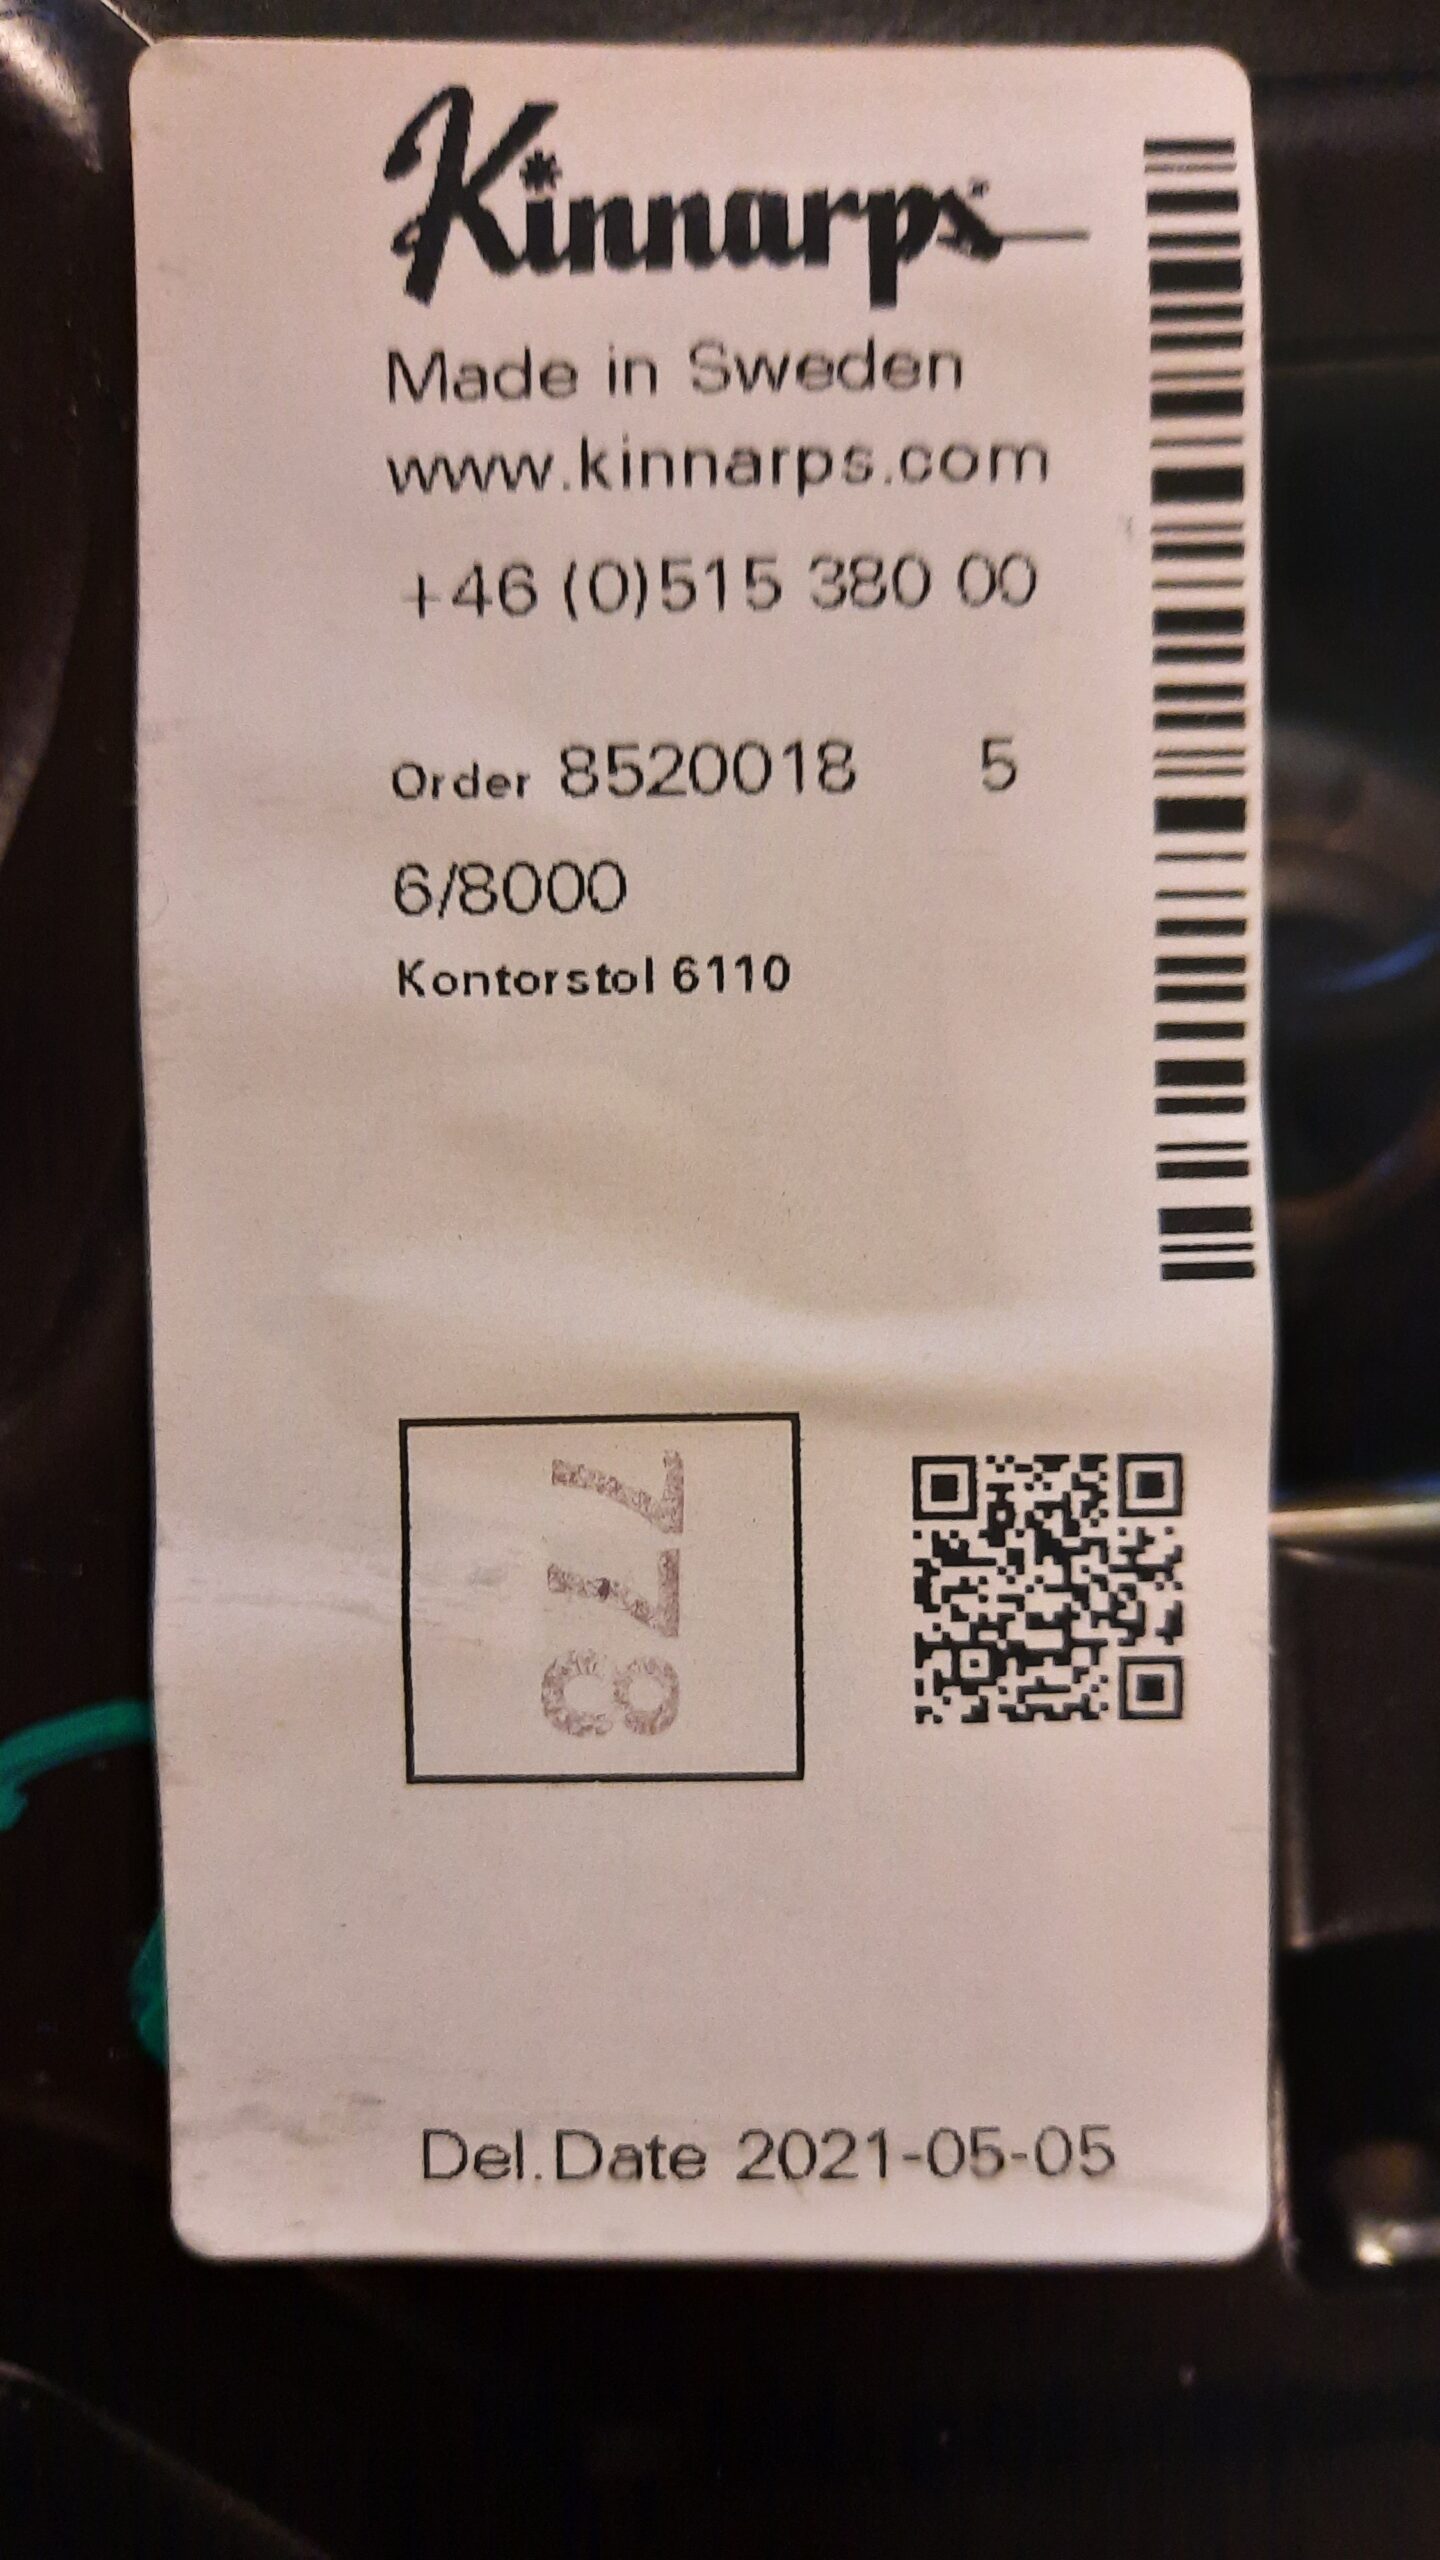 Kinnarps
Made in Sweden
www.kinnarps.com
+46 (0)515 380 00
Order 8520018 5
6/8000
Kontorstol 6110
778
Del.Date 2021-05-05